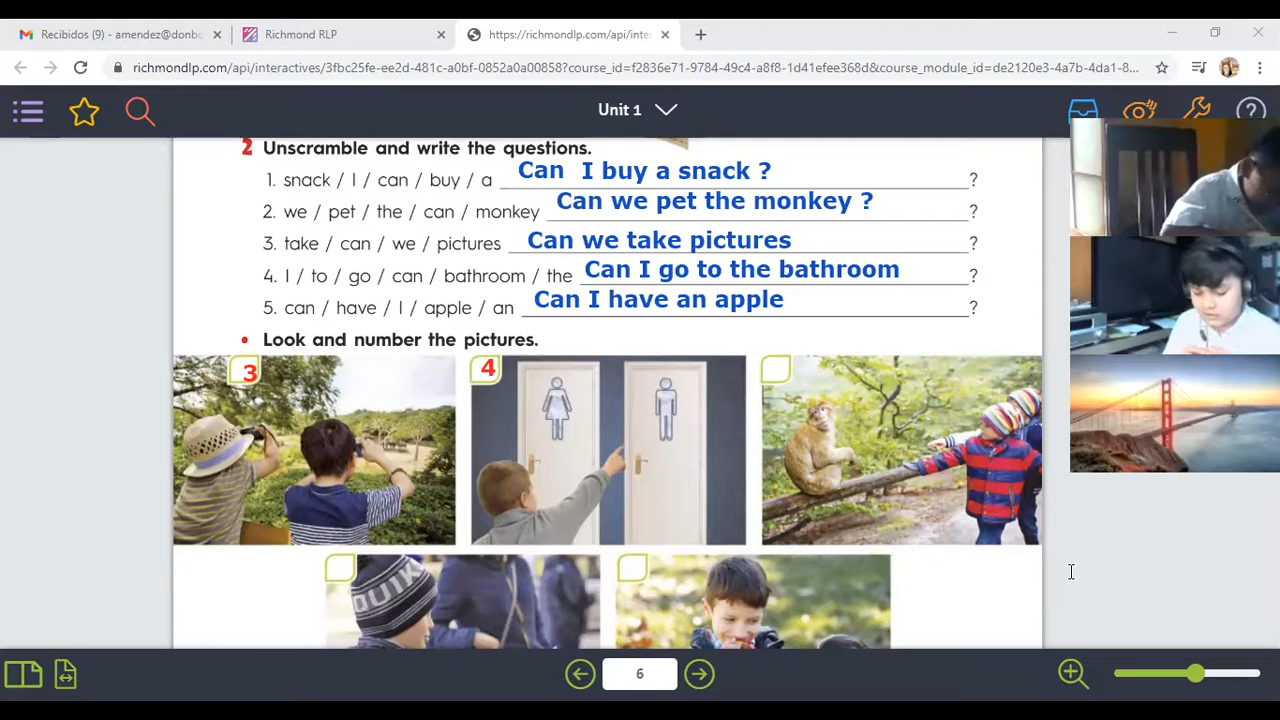 Recibidos (9) - amendez@donbo
Richmond RLP
https://richmondlp.com/api/inte
richmondlp.com/api/interactives/3fbc25fe-ee2d-481c-a0bf-0852a0a00858?course_id=f2836e71-9784-49c4-a8f8-1d41efee368d&course_module_id=de2120e3-4a7b-4da1-8...
Unit 1
2 Unscramble and write the questions.
1. snack / I / can / buy / a Can I buy a snack ? ?
2. we / pet / the / can / monkey Can we pet the monkey ? ?
3. take / can / we / pictures Can we take pictures ?
4. I / to / go / can / bathroom / the Can I go to the bathroom ?
5. can / have / I / apple / an Can I have an apple ?
• Look and number the pictures.
3
4
QUIK
6